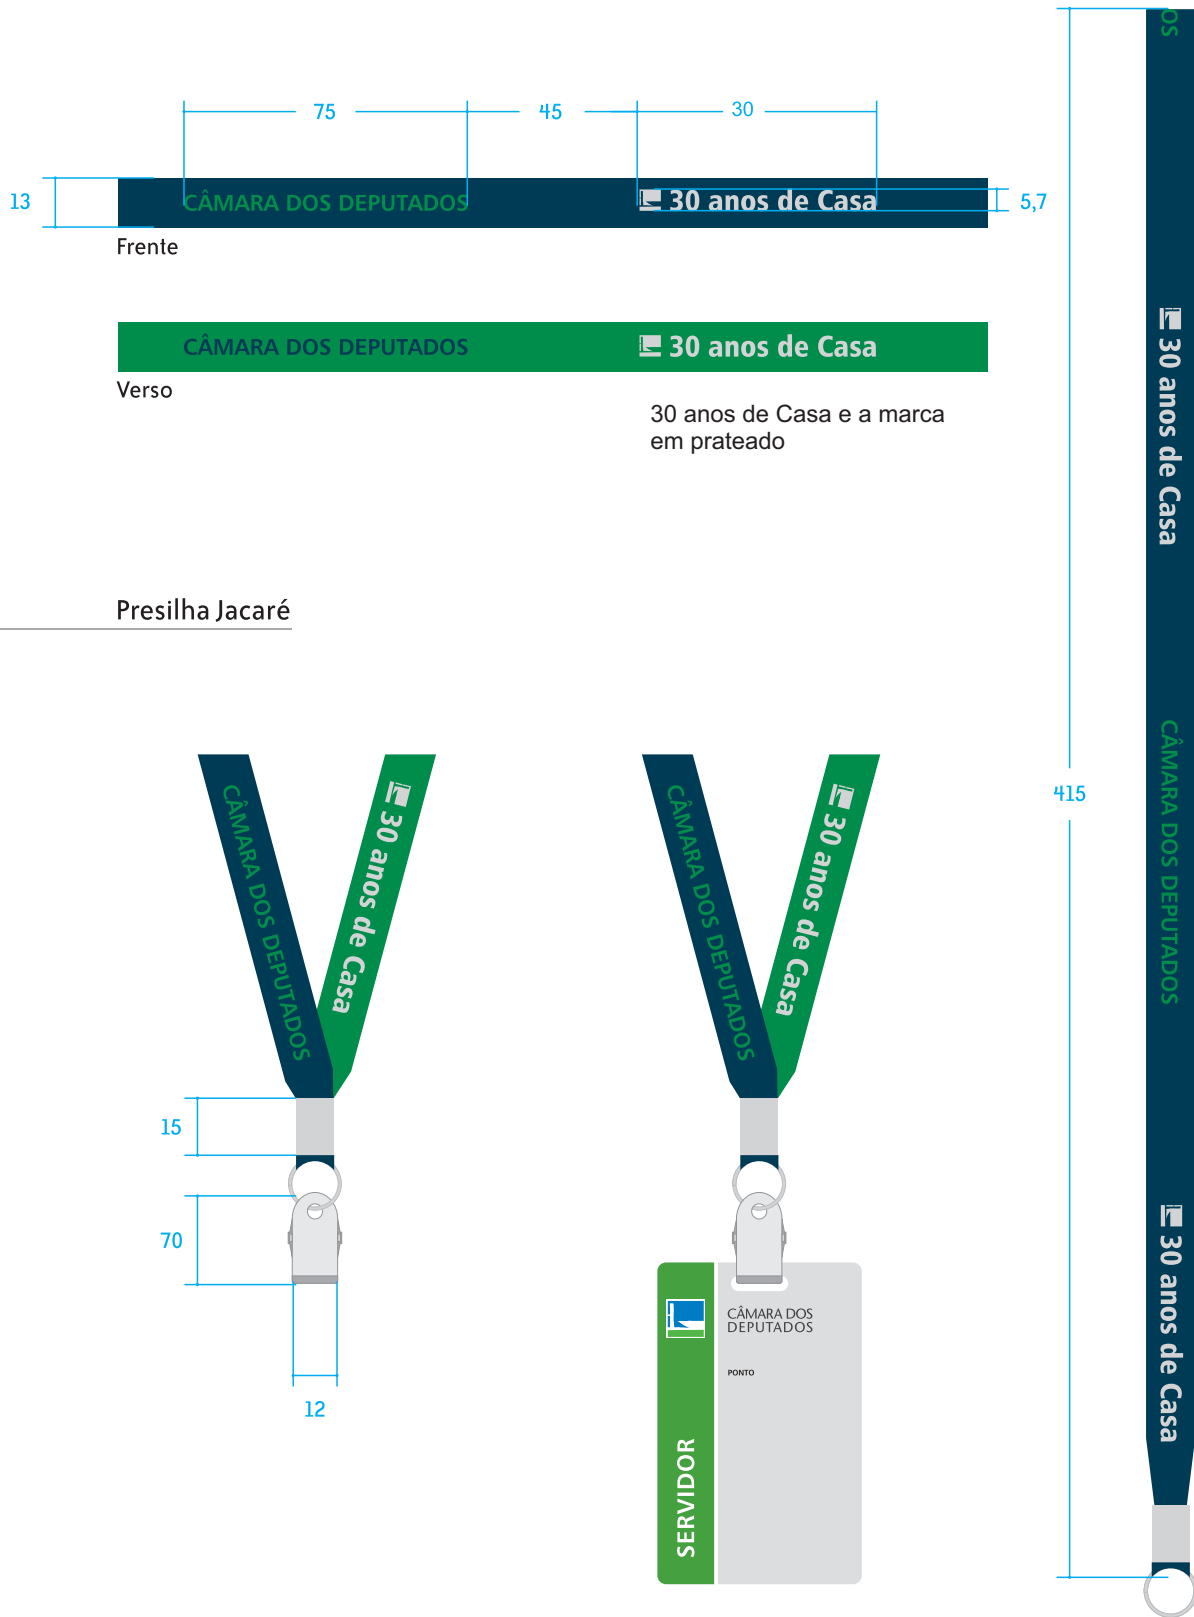 75
45
30
13
CÂMARA DOS DEPUTADOS
30 anos de Casa
5,7
Frente
CÂMARA DOS DEPUTADOS
30 anos de Casa
Verso
30 anos de Casa e a marca
em prateado
Presilha Jacaré
CÂMARA DOS DEPUTADOS
30 anos de Casa
15
70
12
CÂMARA DOS DEPUTADOS
30 anos de Casa
CÂMARA DOS
DEPUTADOS
PONTO
SERVIDOR
415
OS
30 anos de Casa
CÂMARA DOS DEPUTADOS
30 anos de Casa